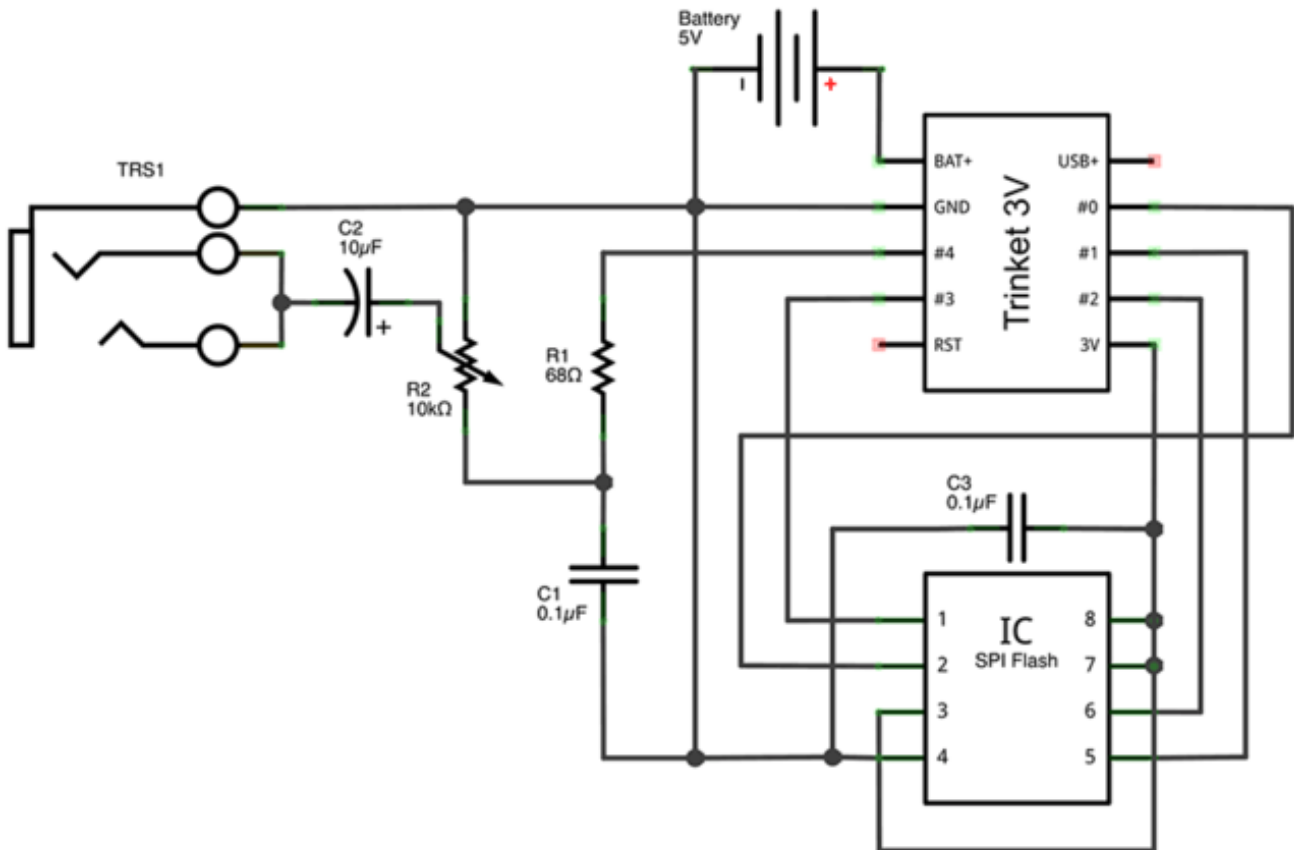 Battery
5V
-
+
TRS1
C2
10µF
+
R2
10kΩ
R1
68Ω
C1
0.1µF
Trinket 3V
BAT+
GND
#4
#3
RST
USB+
#0
#1
#2
3V
C3
0.1µF
IC
SPI Flash
1
2
3
4
8
7
6
5